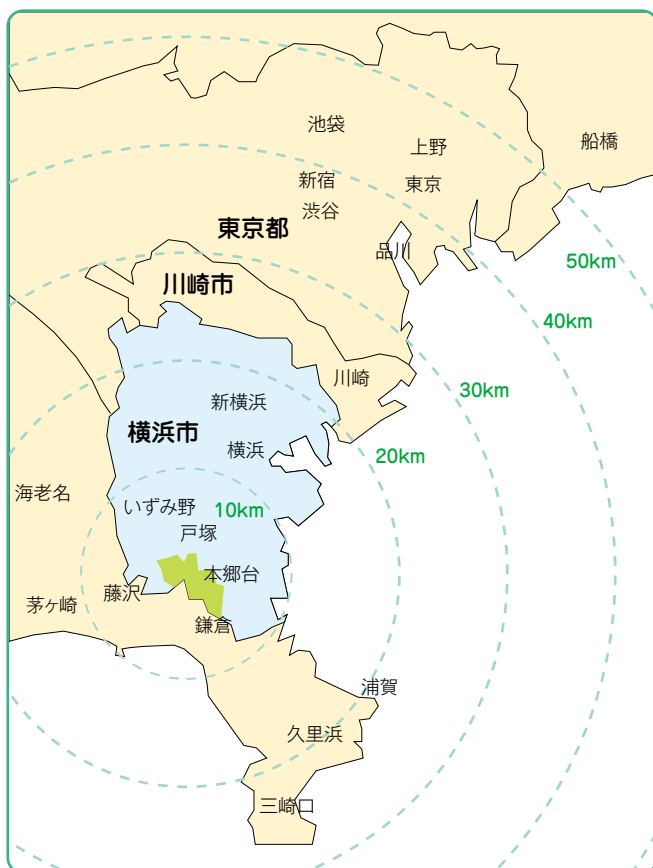 池袋
上野
船橋
新宿
東京
渋谷
東京都
品川
50km
川崎市
40km
川崎
30km
新横浜
横浜市
横浜
20km
海老名
いずみ野
10km
戸塚
本郷台
藤沢
茅ヶ崎
鎌倉
浦賀
久里浜
三崎口